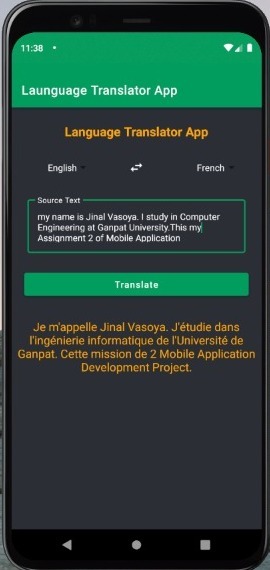 11:38
Launguage Translator App
Language Translator App
English
French
Source Text
my name is Jinal Vasoya. I study in Computer
Engineering at Ganpat University.This my
Assignment 2 of Mobile Application
Translate
Je m'appelle Jinal Vasoya. J'étudie dans
l'ingénierie informatique de l'Université de
Ganpat. Cette mission de 2 Mobile Application
Development Project.